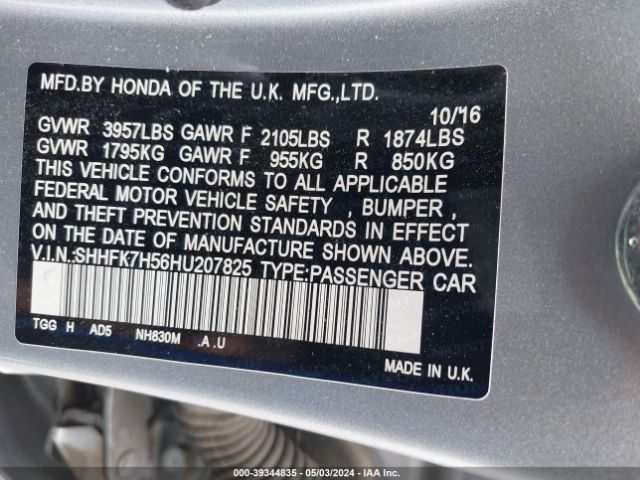 MFD.BY HONDA OF THE U.K. MFG.,LTD.
10/16
GVWR 3957LBS GAWR F 2105LBS R 1874LBS
GVWR 1795KG GAWR F 955KG R 850KG
THIS VEHICLE CONFORMS TO ALL APPLICABLE
FEDERAL MOTOR VEHICLE SAFETY , BUMPER ,
AND THEFT PREVENTION STANDARDS IN EFFECT
ON THE DATE OF MANUFACTURE SHOWN ABOVE.
V.I.N.:SHHFK7H56HU207825 TYPE:PASSENGER CAR
TGG H AD5 NH830M .A .U
MADE IN U.K.
000-39344835 - 05/03/2024 - IAA Inc.